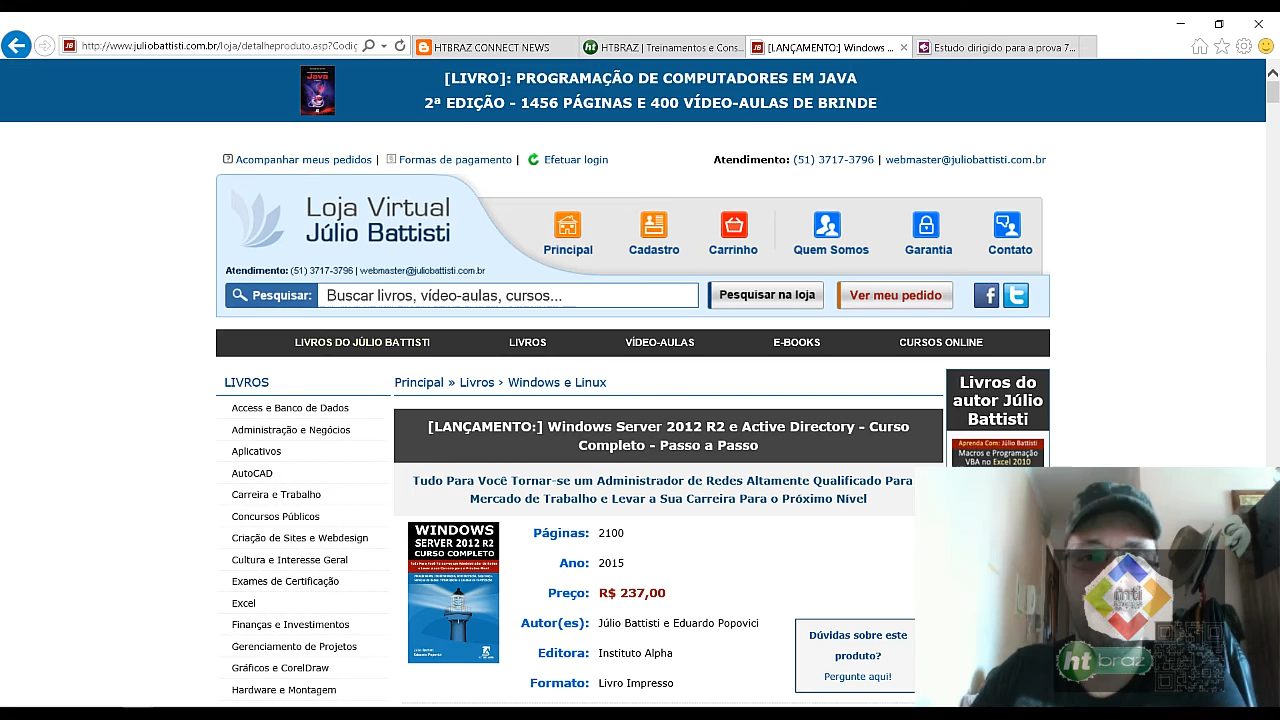 http://www.juliobattisti.com.br/loja/detalheproduto.asp?Codig
HTBRAZ CONNECT NEWS
HTBRAZ | Treinamentos e Cons...
[LANÇAMENTO:] Windows ...
Estudo dirigido para a prova 7...
[LIVRO]: PROGRAMAÇÃO DE COMPUTADORES EM JAVA
2ª EDIÇÃO - 1456 PÁGINAS E 400 VÍDEO-AULAS DE BRINDE
Java
Acompanhar meus pedidos | Formas de pagamento | Efetuar login
Atendimento: (51) 3717-3796 | webmaster@juliobattisti.com.br
Loja Virtual
Júlio Battisti
Principal
Cadastro
Carrinho
Quem Somos
Garantia
Contato
Atendimento: (51) 3717-3796 | webmaster@juliobattisti.com.br
Pesquisar:
Buscar livros, vídeo-aulas, cursos...
Pesquisar na loja
Ver meu pedido
LIVROS DO JÚLIO BATTISTI
LIVROS
VÍDEO-AULAS
E-BOOKS
CURSOS ONLINE
LIVROS
Access e Banco de Dados
Administração e Negócios
Aplicativos
AutoCAD
Carreira e Trabalho
Concursos Públicos
Criação de Sites e Webdesign
Cultura e Interesse Geral
Exames de Certificação
Excel
Finanças e Investimentos
Gerenciamento de Projetos
Gráficos e CorelDraw
Hardware e Montagem
Principal » Livros › Windows e Linux
[LANÇAMENTO:] Windows Server 2012 R2 e Active Directory - Curso
Completo - Passo a Passo
Tudo Para Você Tornar-se um Administrador de Redes Altamente Qualificado Para
Mercado de Trabalho e Levar a Sua Carreira Para o Próximo Nível
WINDOWS
SERVER 2012 R2
CURSO COMPLETO
Páginas: 2100
Ano: 2015
Preço: R$ 237,00
Autor(es): Júlio Battisti e Eduardo Popovici
Editora: Instituto Alpha
Formato: Livro Impresso
Dúvidas sobre este
produto?
Pergunte aqui!
Livros do
autor Júlio
Battisti
Aprenda Com: Júlio Battisti
Macros e Programação
VBA no Excel 2010
mti
ht braz